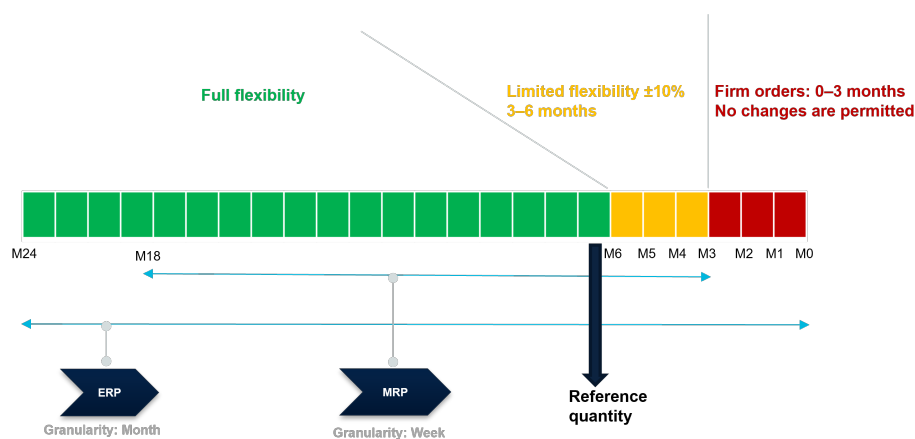 Full flexibility
Limited flexibility ±10%
3–6 months
Firm orders: 0–3 months
No changes are permitted
M24
M18
M6
M5
M4
M3
M2
M1
M0
ERP
Granularity: Month
MRP
Granularity: Week
Reference
quantity